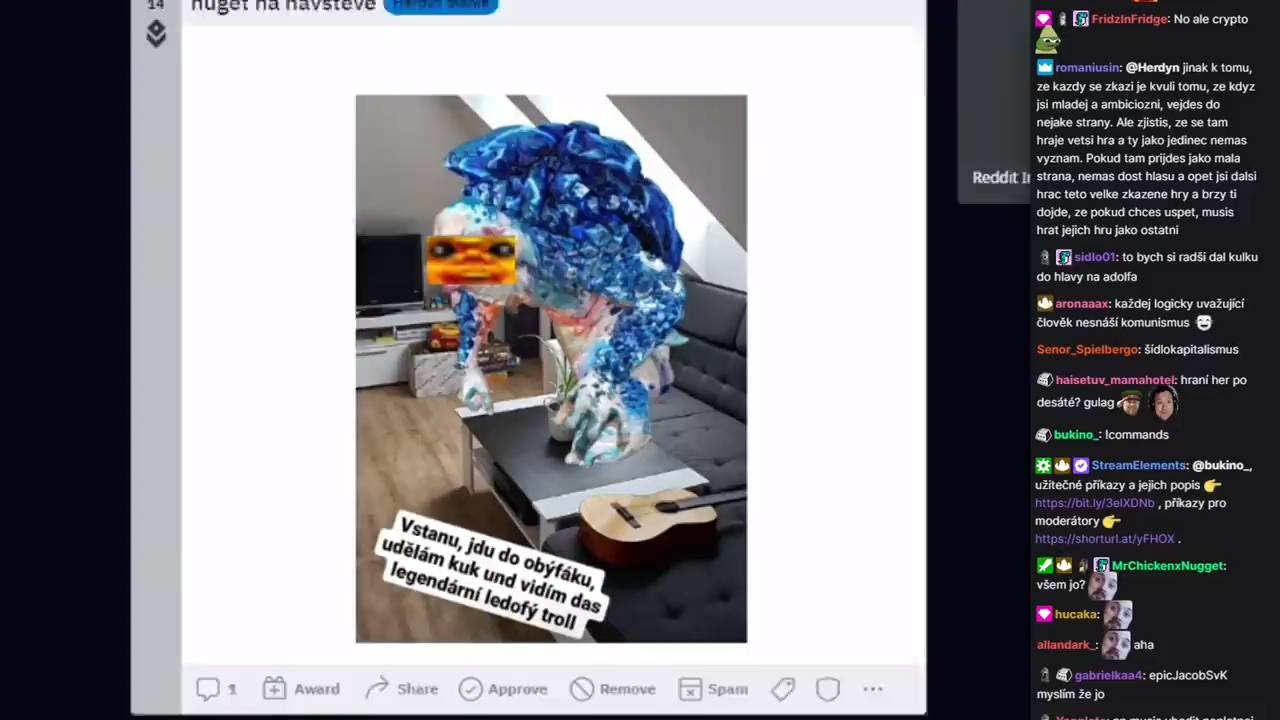 14
nuget na návštěvě
Reddit
FridzInFridge: No ale crypto
romaniusin: @Herdyn jinak k tomu,
ze kazdy se zkazi je kvuli tomu, ze kdyz
jsi mladej a ambiciozni, vejdes do
nejake strany. Ale zjistis, ze se tam
hraje vetsi hra a ty jako jedinec nemas
vyznam. Pokud tam prijdes jako mala
strana, nemas dost hlasu a opet jsi dalsi
hrac teto velke zkazene hry a brzy ti
dojde, ze pokud chces uspet, musis
hrat jejich hru jako ostatni
sidlo01: to bych si radši dal kulku
do hlavy na adolfa
aronaaax: každej logicky uvažující
člověk nesnáší komunismus
Senor_Spielbergo: šídlokapitalismus
haisetuv_mamahotel: hraní her po
desáté? gulag
bukino_: !commands
StreamElements: @bukino_,
užitečné příkazy a jejich popis
https://bit.ly/3elXDNb , příkazy pro
moderátory
https://shorturl.at/yFHOX .
MrChickenxNugget:
všem jo?
hucaka:
allandark_: aha
gabrielkaa4: epicJacobSvK
myslím že jo
Vstanu, jdu do obýfáku,
udělám kuk und vidím das
legendární ledofý troll
1 Award Share Approve Remove Spam